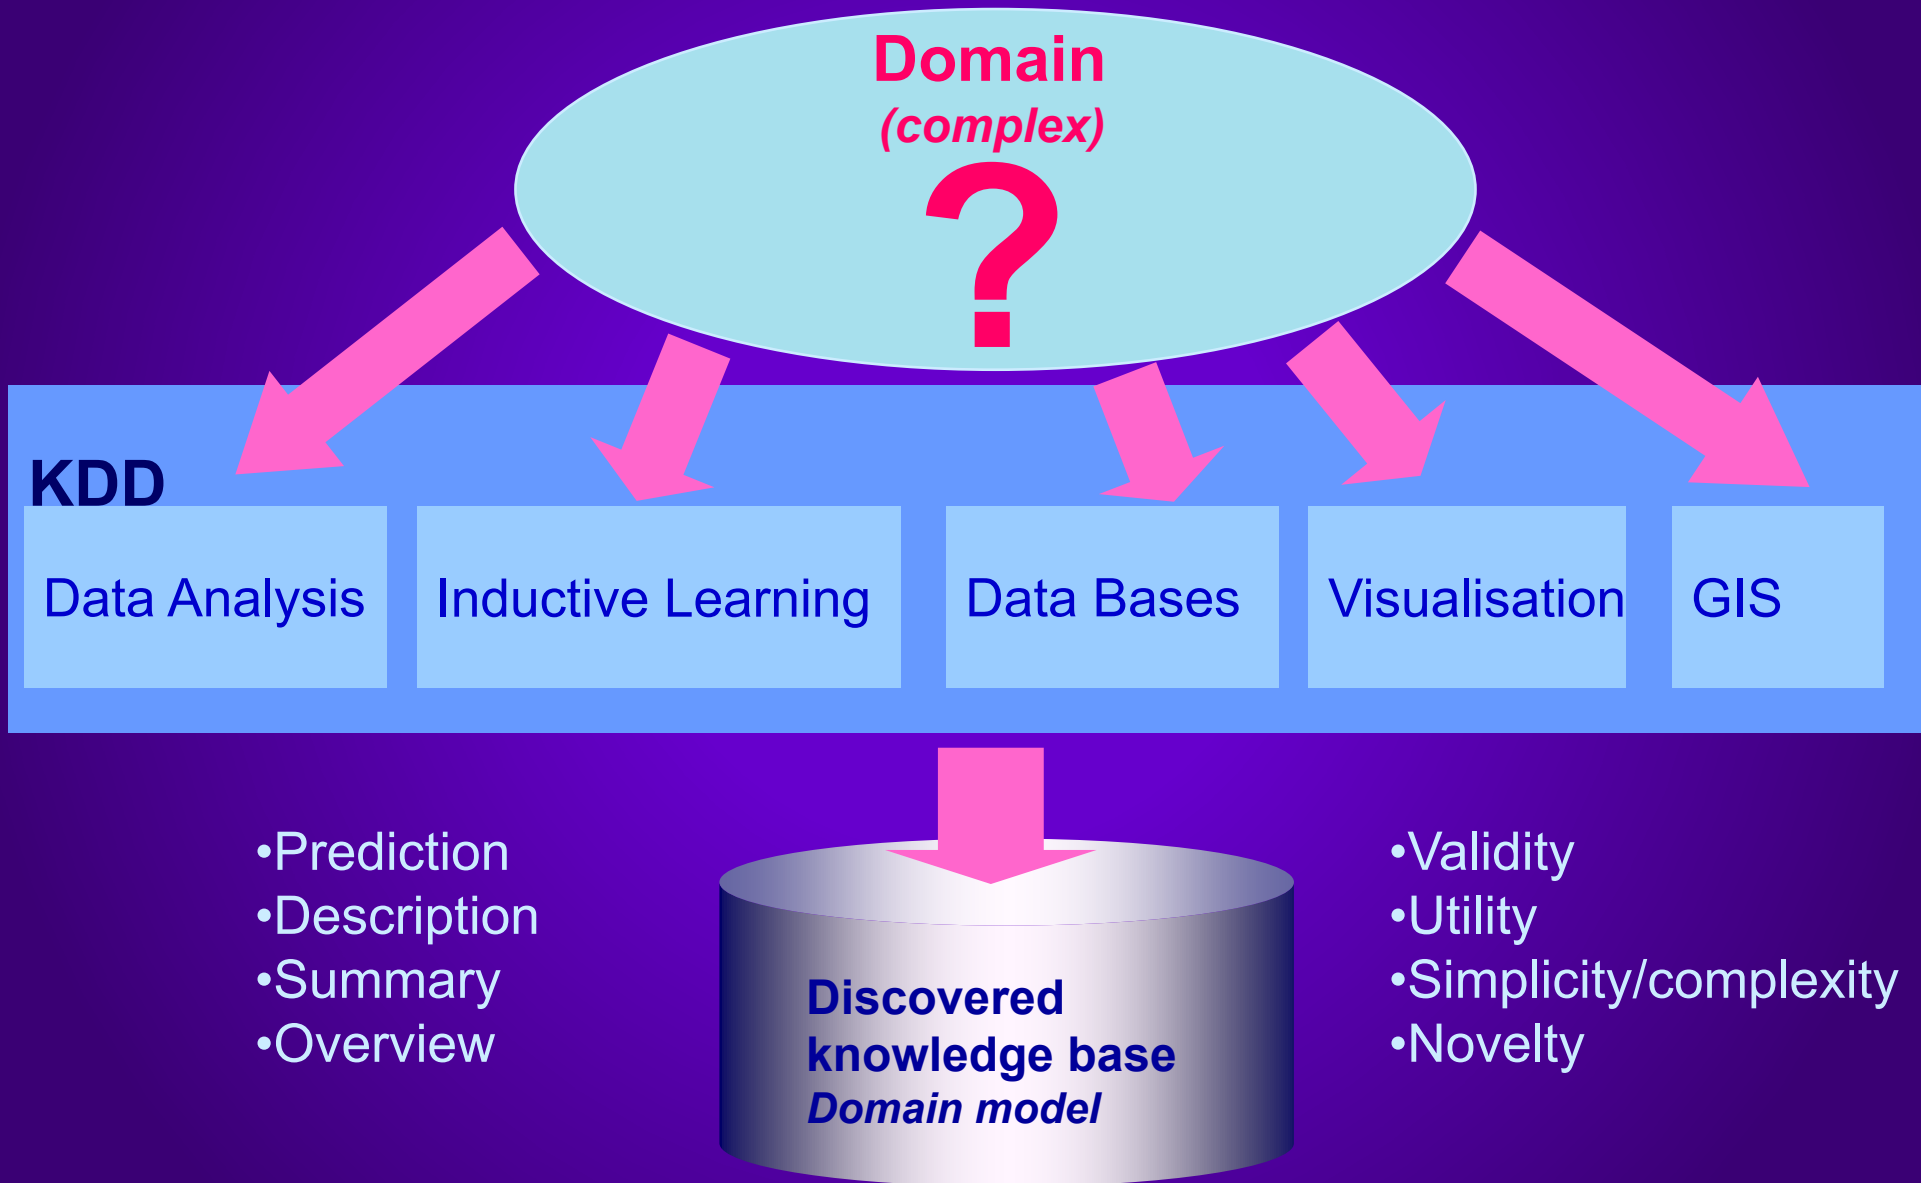 Domain
(complex)
?
KDD
Data Analysis
Inductive Learning
Data Bases
Visualisation
GIS
•Prediction
•Description
•Summary
•Overview
Discovered
knowledge base
Domain model
•Validity
•Utility
•Simplicity/complexity
•Novelty